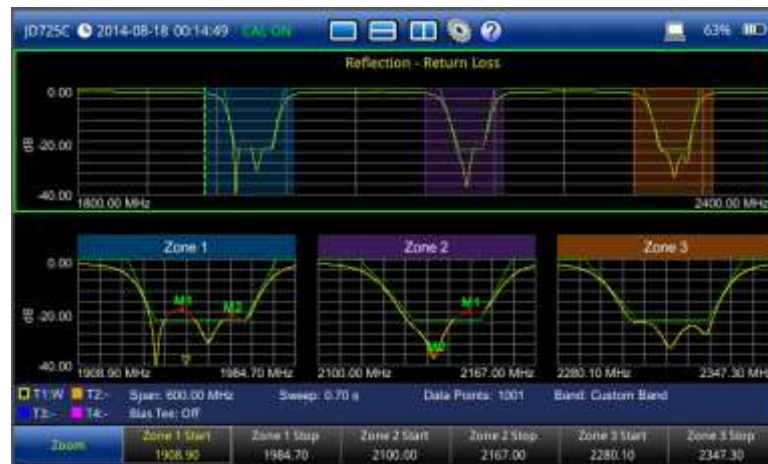 JD725C 2014-08-18 00:14:49 CAL ON 63%
Reflection - Return Loss
0.00
dB -20.00
-40.00
1800.00 MHz 2400.00 MHz
Zone 1 Zone 2 Zone 3
0.00
M1 M2 M1
dB -20.00
M2
-40.00
1908.90 MHz 1984.70 MHz 2100.00 MHz 2167.00 MHz 2280.10 MHz 2347.30 MHz
T1:W T2:- Span: 600.00 MHz Sweep: 0.70 s Data Points: 1001 Band: Custom Band
T3:- T4:- Bias Tee: Off
Zoom Zone 1 Start Zone 1 Stop Zone 2 Start Zone 2 Stop Zone 3 Start Zone 3 Stop
1908.90 1984.70 2100.00 2167.00 2280.10 2347.30